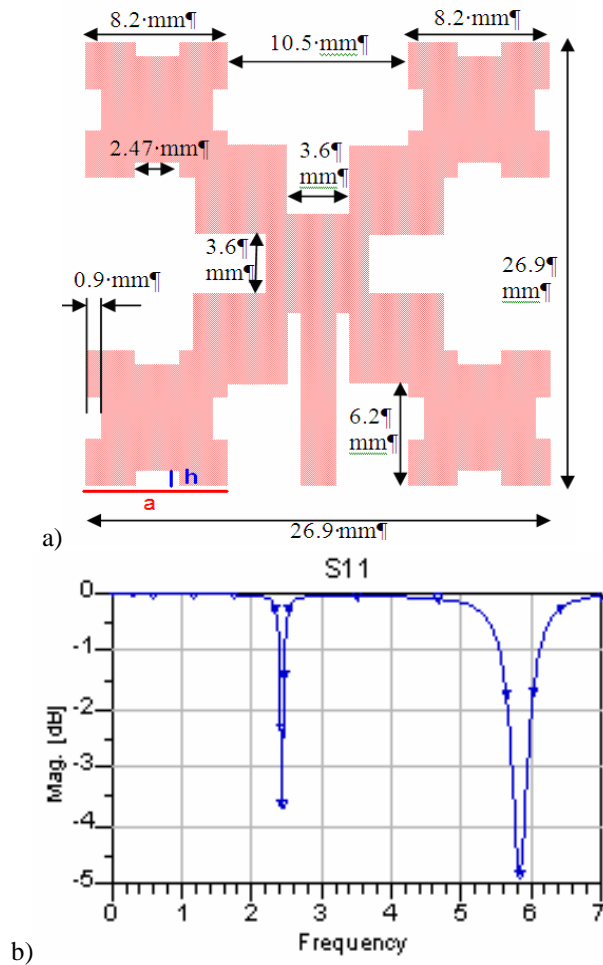 8.2·mm¶
8.2·mm¶
10.5·mm¶
2.47·mm¶
3.6¶
mm¶
3.6¶
mm¶
26.9¶
mm¶
0.9·mm¶
6.2¶
mm¶
h
a
26.9·mm¶
a)
S11
0
-1
-2
-3
-4
-5
Mag. [dB]
0 1 2 3 4 5 6 7
Frequency
b)